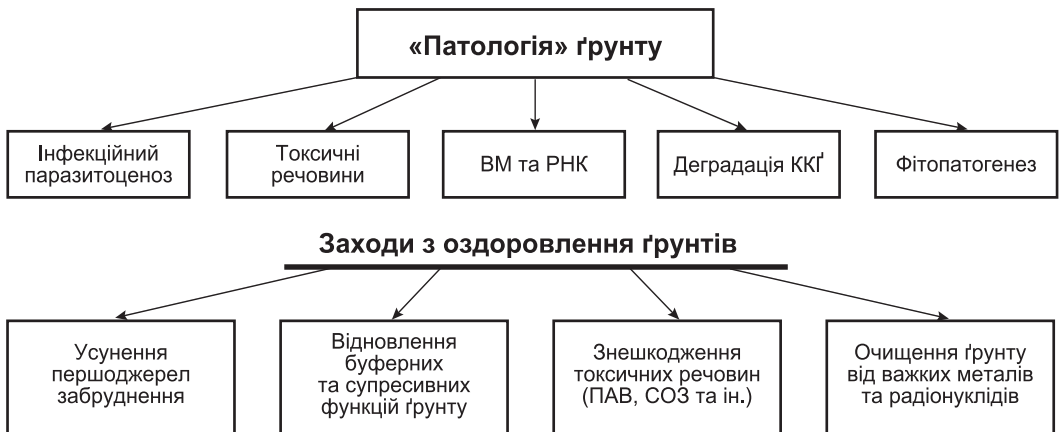 «Патологія» ґрунту
Інфекційний
паразитоценоз
Токсичні
речовини
ВМ та РНК
Деградація ККҐ
Фітопатогенез
Заходи з оздоровлення ґрунтів
Усунення
першоджерел
забруднення
Відновлення
буферних
та супресивних
функцій ґрунту
Знешкодження
токсичних речовин
(ПАВ, СОЗ та ін.)
Очищення ґрунту
від важких металів
та радіонуклідів